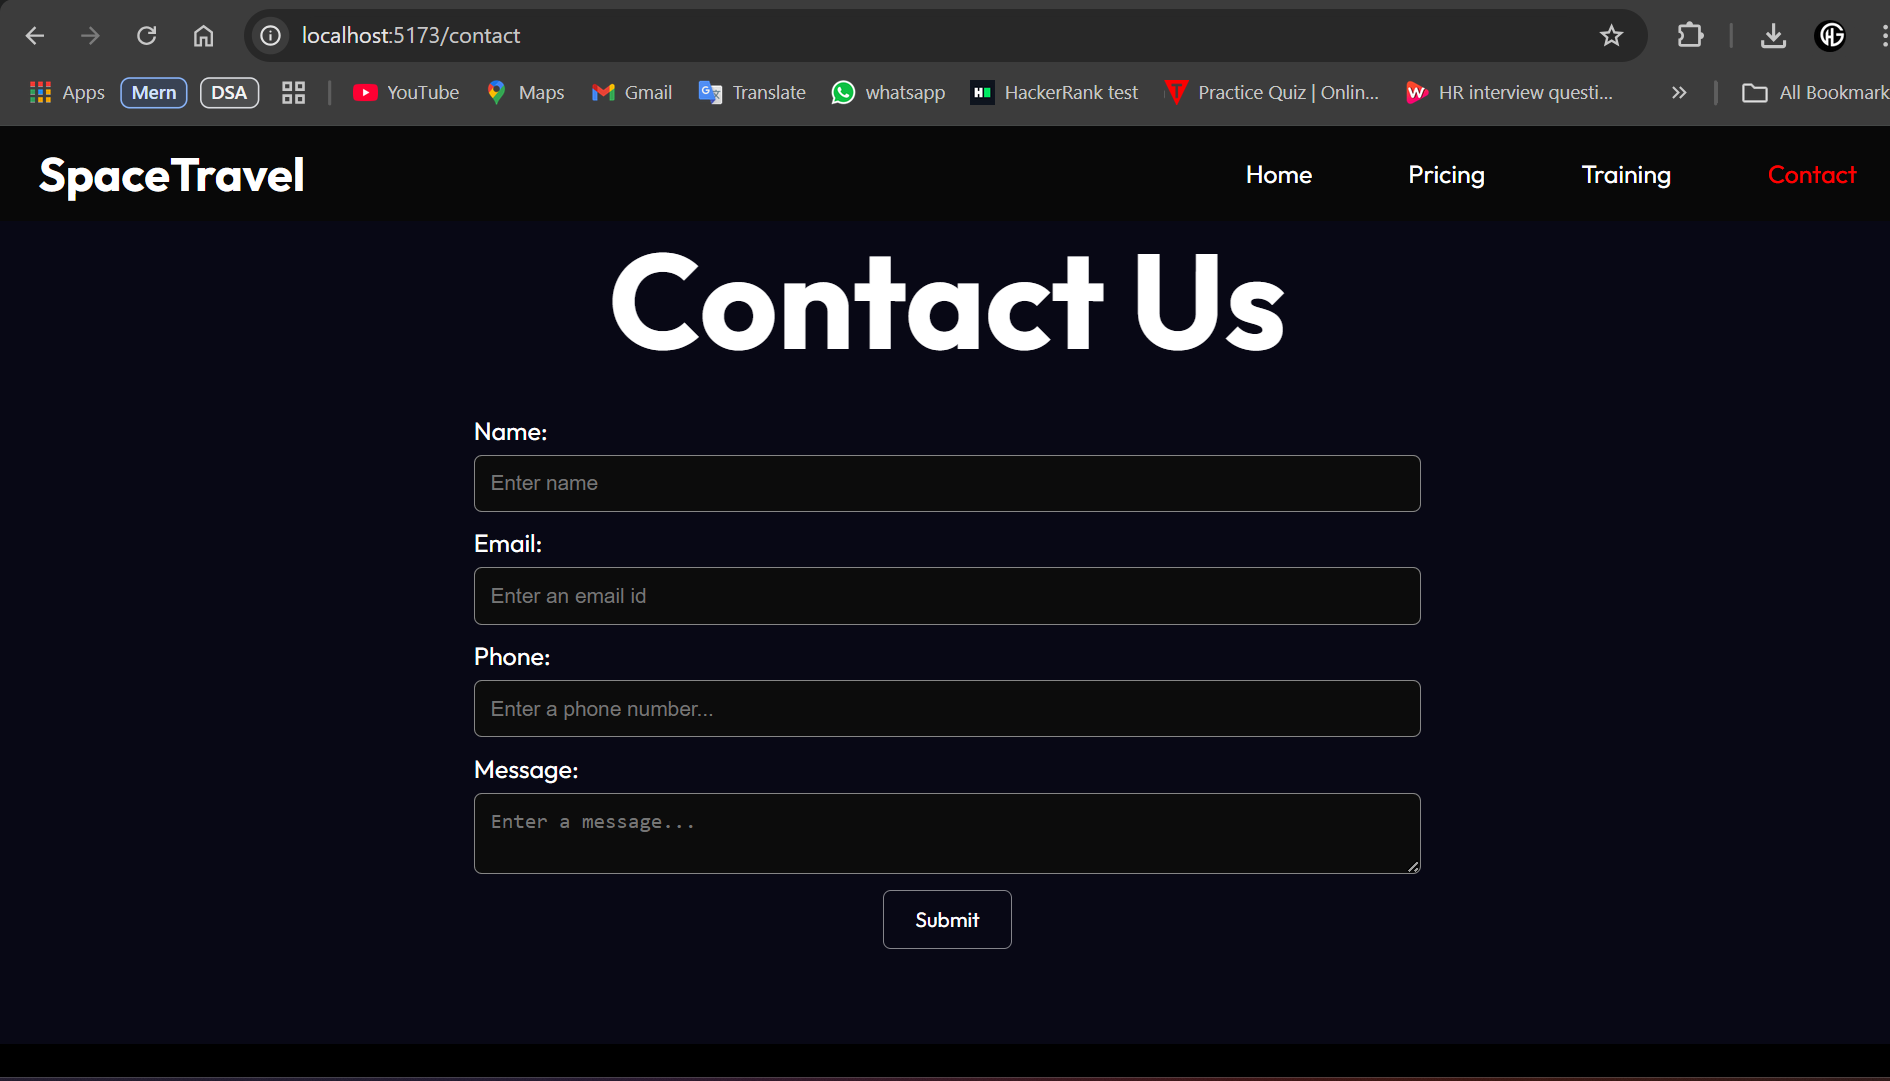 localhost:5173/contact
Apps Mern DSA YouTube Maps Gmail Translate whatsapp HackerRank test Practice Quiz | Onlin... HR interview questi... All Bookmark
SpaceTravel Home Pricing Training Contact
Contact Us
Name:
Enter name
Email:
Enter an email id
Phone:
Enter a phone number...
Message:
Enter a message...
Submit